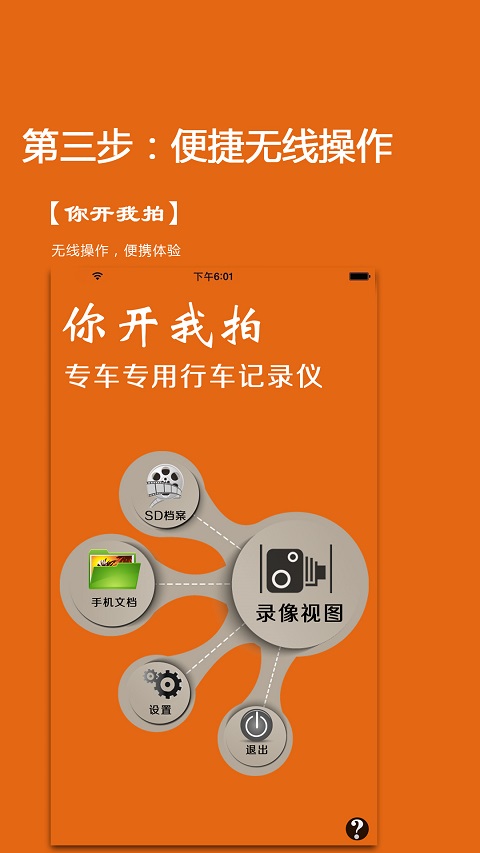 第三步：便捷无线操作
【你开我拍】
无线操作，便携体验
下午6:01
你开我拍
专车专用行车记录仪
SD档案
手机文档
录像视图
设置
退出
?